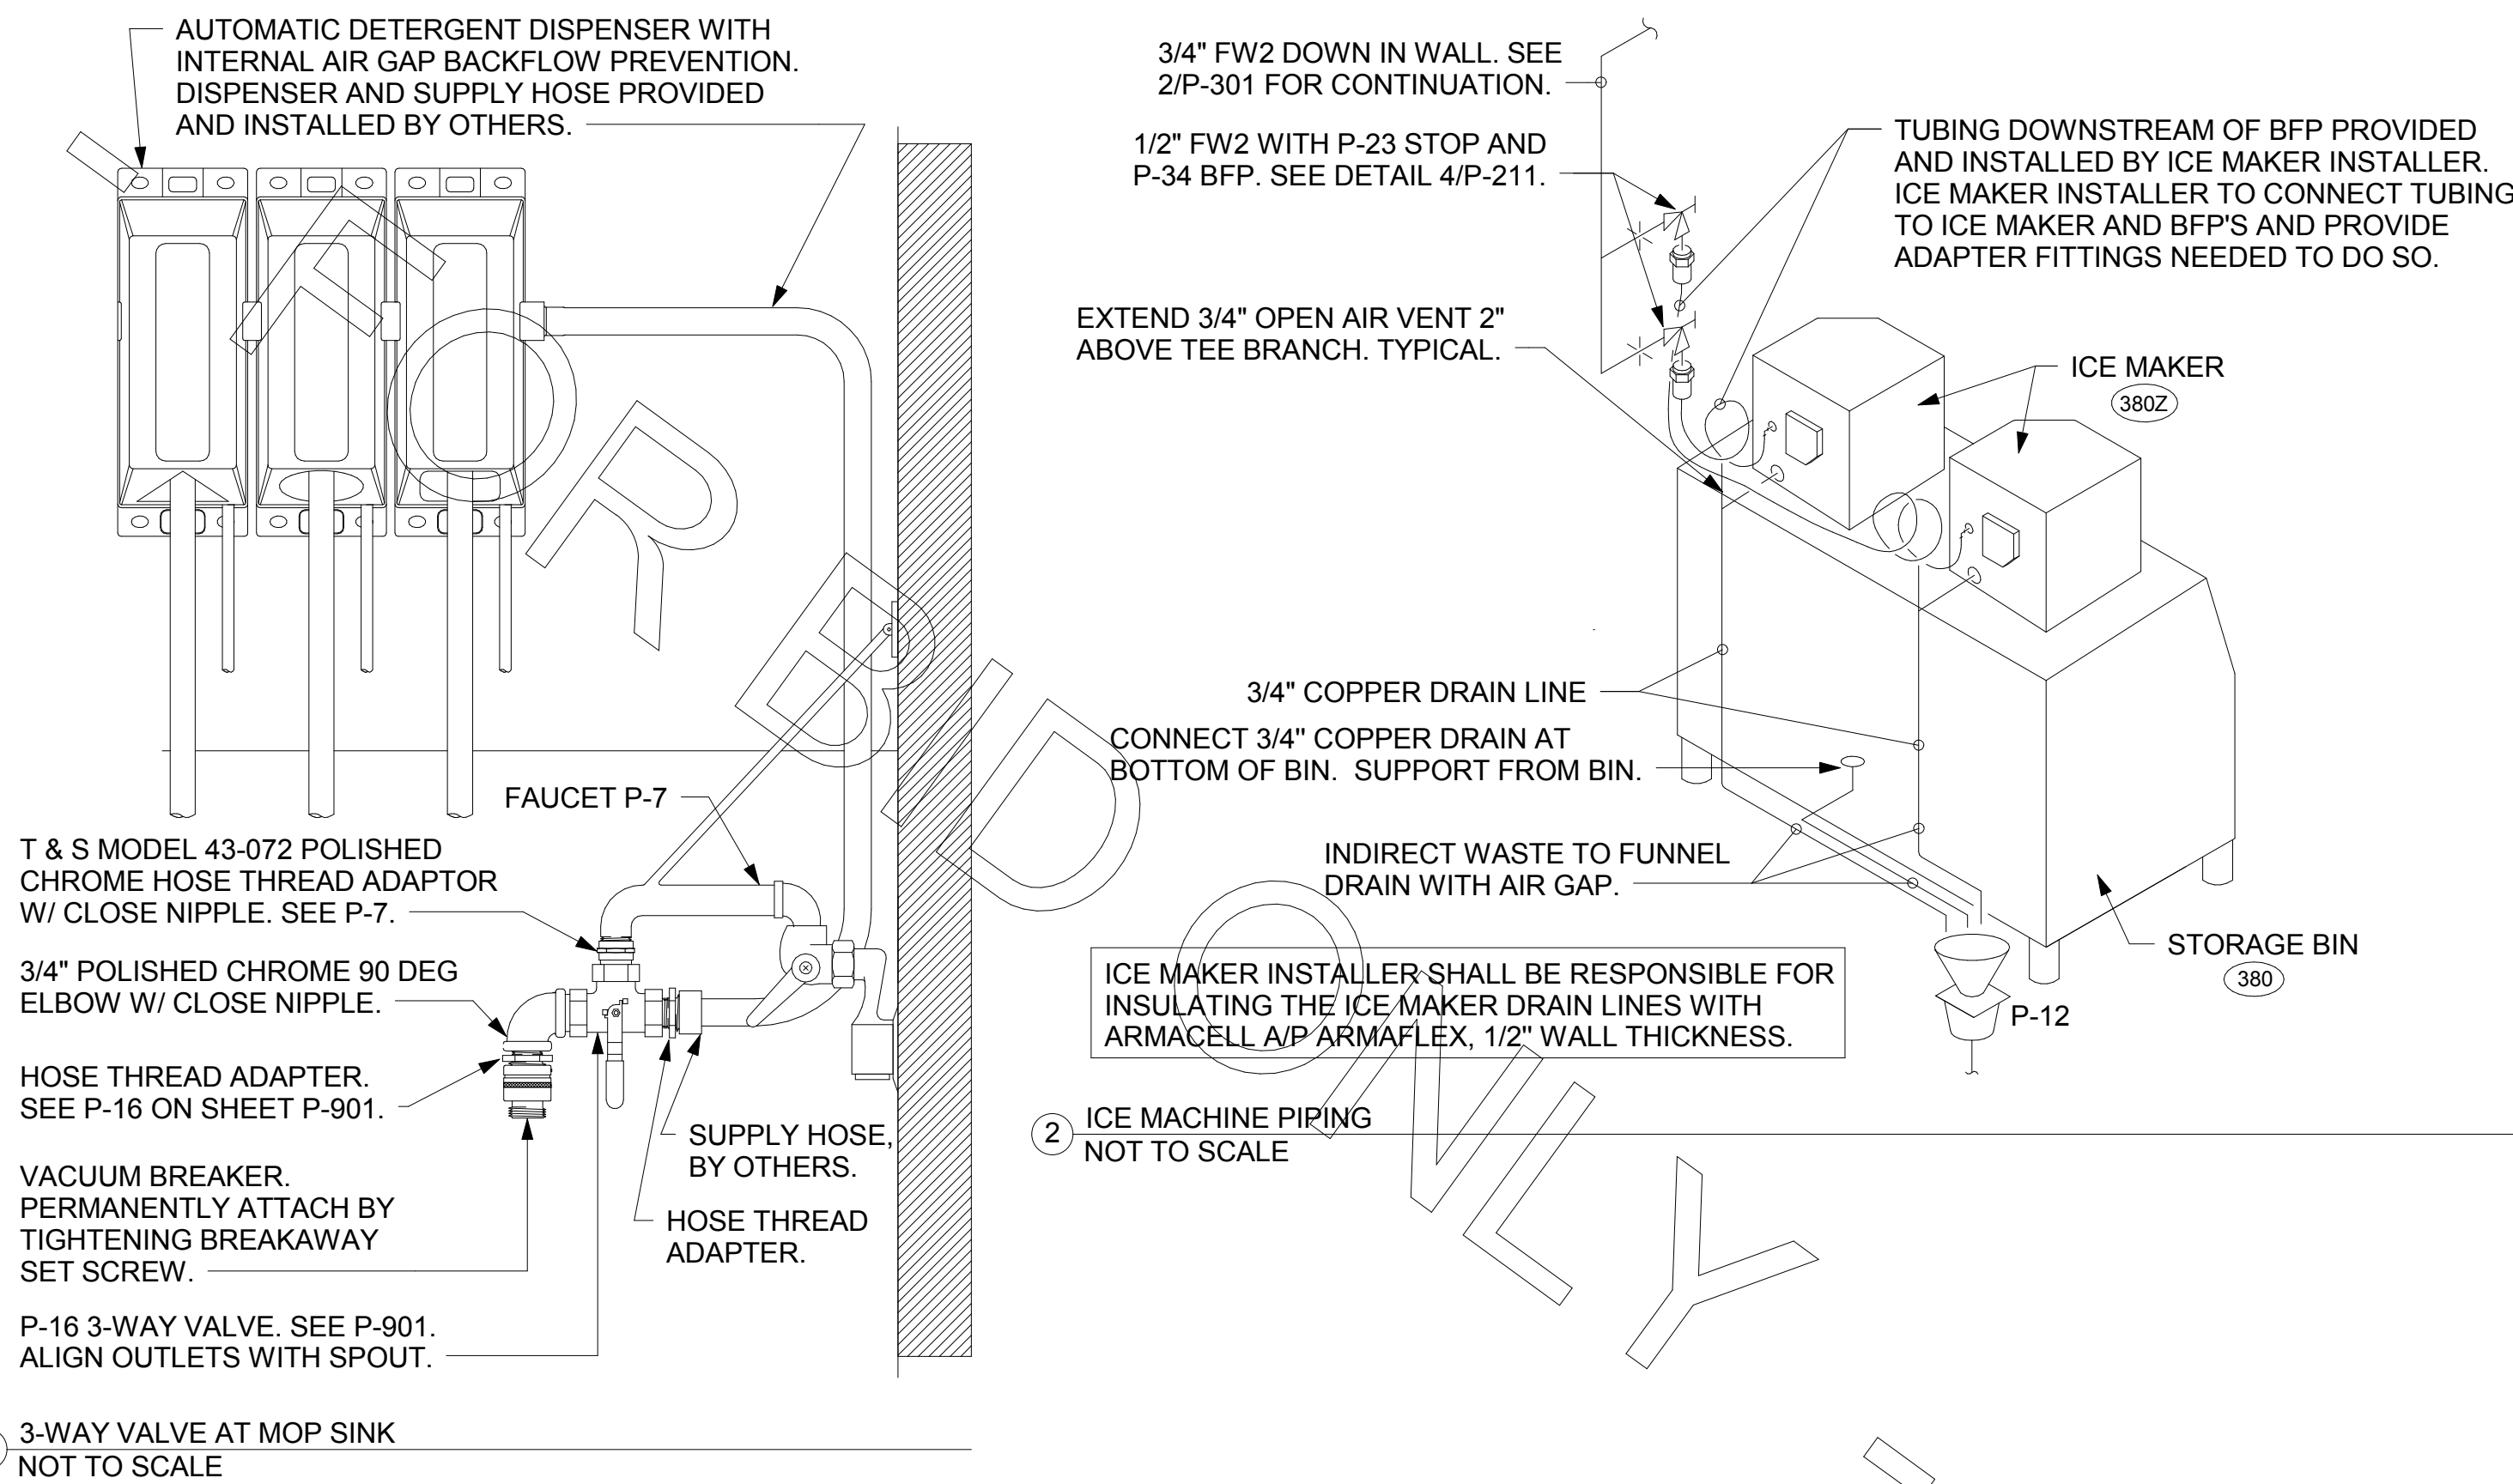 AUTOMATIC DETERGENT DISPENSER WITH
INTERNAL AIR GAP BACKFLOW PREVENTION.
DISPENSER AND SUPPLY HOSE PROVIDED
AND INSTALLED BY OTHERS.
FAUCET P-7
T & S MODEL 43-072 POLISHED
CHROME HOSE THREAD ADAPTOR
W/ CLOSE NIPPLE. SEE P-7.
3/4" POLISHED CHROME 90 DEG
ELBOW W/ CLOSE NIPPLE.
HOSE THREAD ADAPTER.
SEE P-16 ON SHEET P-901.
SUPPLY HOSE,
BY OTHERS.
VACUUM BREAKER.
PERMANENTLY ATTACH BY
TIGHTENING BREAKAWAY
SET SCREW.
HOSE THREAD
ADAPTER.
P-16 3-WAY VALVE. SEE P-901.
ALIGN OUTLETS WITH SPOUT.
3-WAY VALVE AT MOP SINK
NOT TO SCALE
3/4" FW2 DOWN IN WALL. SEE
2/P-301 FOR CONTINUATION.
1/2" FW2 WITH P-23 STOP AND
P-34 BFP. SEE DETAIL 4/P-211.
TUBING DOWNSTREAM OF BFP PROVIDED
AND INSTALLED BY ICE MAKER INSTALLER.
ICE MAKER INSTALLER TO CONNECT TUBING
TO ICE MAKER AND BFP'S AND PROVIDE
ADAPTER FITTINGS NEEDED TO DO SO.
EXTEND 3/4" OPEN AIR VENT 2"
ABOVE TEE BRANCH. TYPICAL.
ICE MAKER
380Z
3/4" COPPER DRAIN LINE
CONNECT 3/4" COPPER DRAIN AT
BOTTOM OF BIN. SUPPORT FROM BIN.
INDIRECT WASTE TO FUNNEL
DRAIN WITH AIR GAP.
STORAGE BIN
380
P-12
ICE MAKER INSTALLER SHALL BE RESPONSIBLE FOR
INSULATING THE ICE MAKER DRAIN LINES WITH
ARMACELL A/P ARMAFLEX, 1/2" WALL THICKNESS.
2
ICE MACHINE PIPING
NOT TO SCALE
FOR BID ONLY